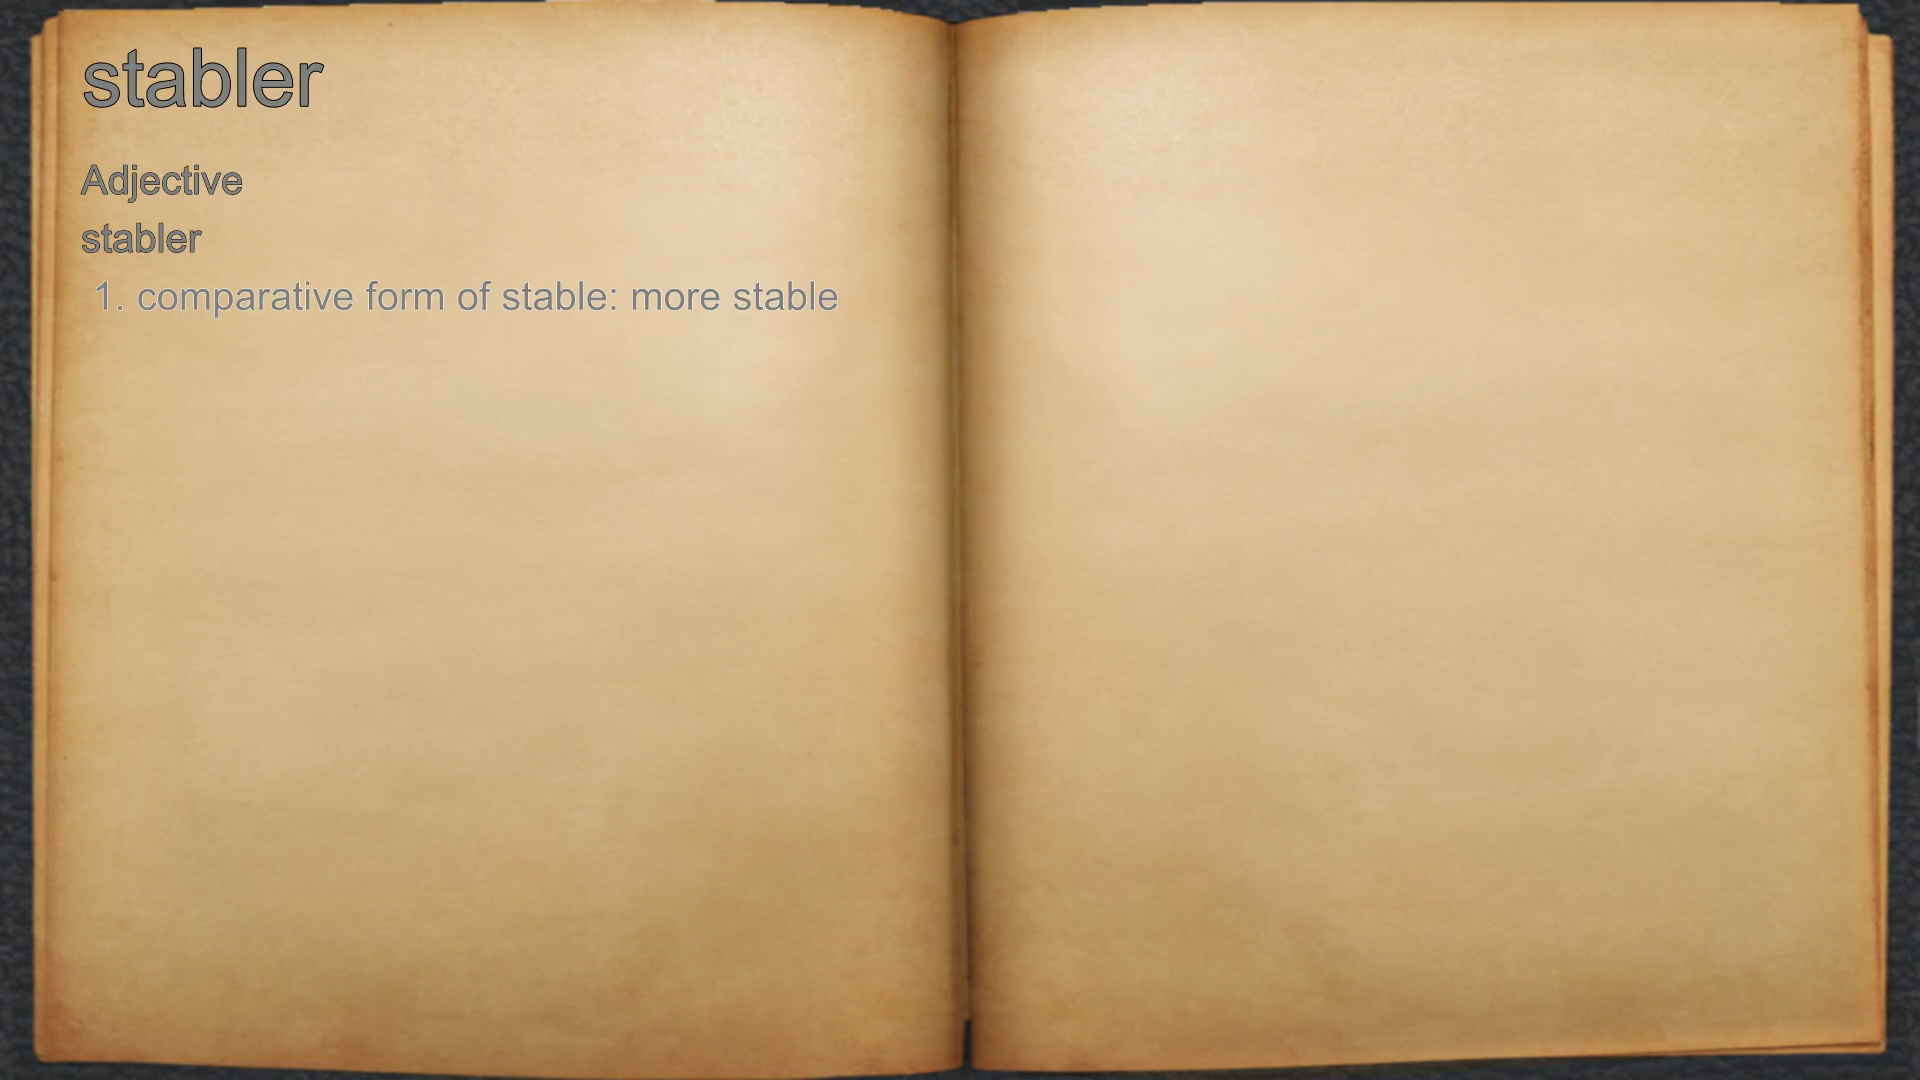 stabler
Adjective
stabler
1. comparative form of stable: more stable